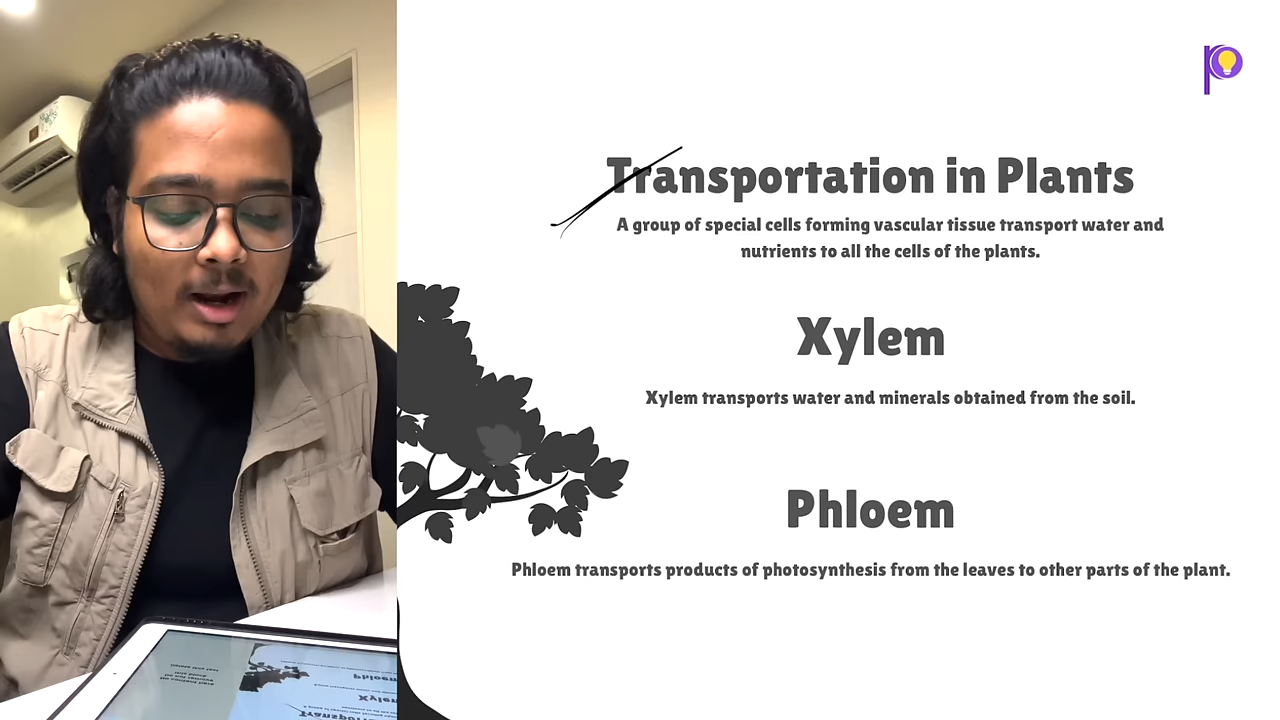 Transportation in Plants
A group of special cells forming vascular tissue transport water and
nutrients to all the cells of the plants.
Xylem
Xylem transports water and minerals obtained from the soil.
Phloem
Phloem transports products of photosynthesis from the leaves to other parts of the plant.